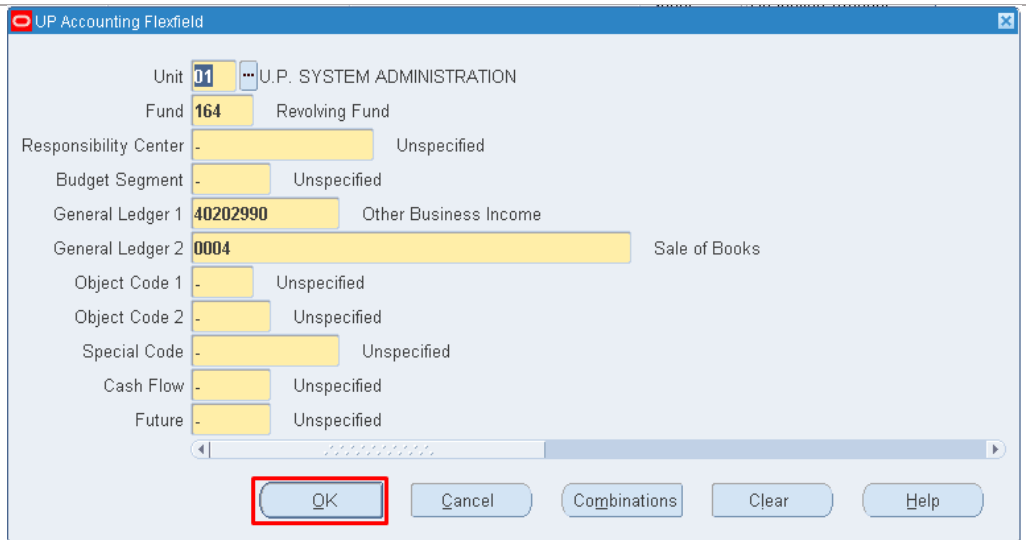 UP Accounting Flexfield
Unit 01 ... U.P. SYSTEM ADMINISTRATION
Fund 164 Revolving Fund
Responsibility Center - Unspecified
Budget Segment - Unspecified
General Ledger 1 40202990 Other Business Income
General Ledger 2 0004 Sale of Books
Object Code 1 - Unspecified
Object Code 2 - Unspecified
Special Code - Unspecified
Cash Flow - Unspecified
Future - Unspecified
OK Cancel Combinations Clear Help